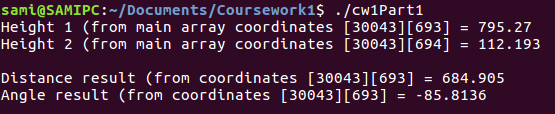 sami@SAMIPC:~/Documents/Coursework1$ ./cw1Part1
Height 1 (from main array coordinates [30043][693] = 795.27
Height 2 (from main array coordinates [30043][694] = 112.193
Distance result (from coordinates [30043][693] = 684.905
Angle result (from coordinates [30043][693] = -85.8136